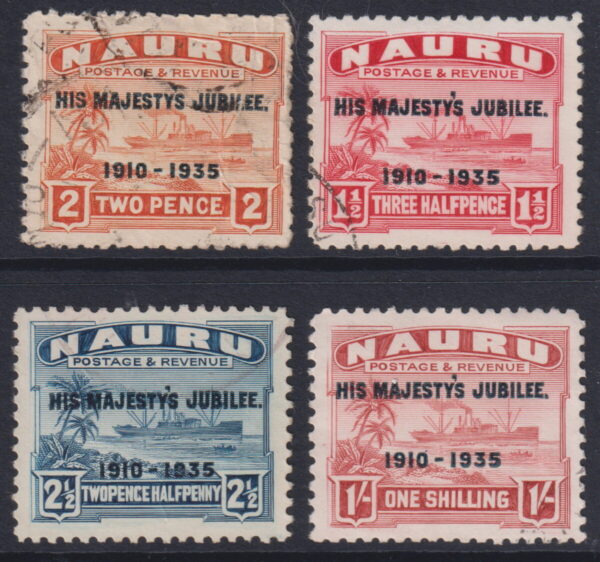 NAURU
POSTAGE & REVENUE
HIS MAJESTY'S JUBILEE.
1910 - 1935
2 TWO PENCE 2
NAURU
POSTAGE & REVENUE
HIS MAJESTY'S JUBILEE.
1910 - 1935
1½ THREE HALFPENCE 1½
NAURU
POSTAGE & REVENUE
HIS MAJESTY'S JUBILEE.
1910 - 1935
2½ TWOPENCE HALFPENNY 2½
NAURU
POSTAGE & REVENUE
HIS MAJESTY'S JUBILEE.
1910 - 1935
1/- ONE SHILLING 1/-